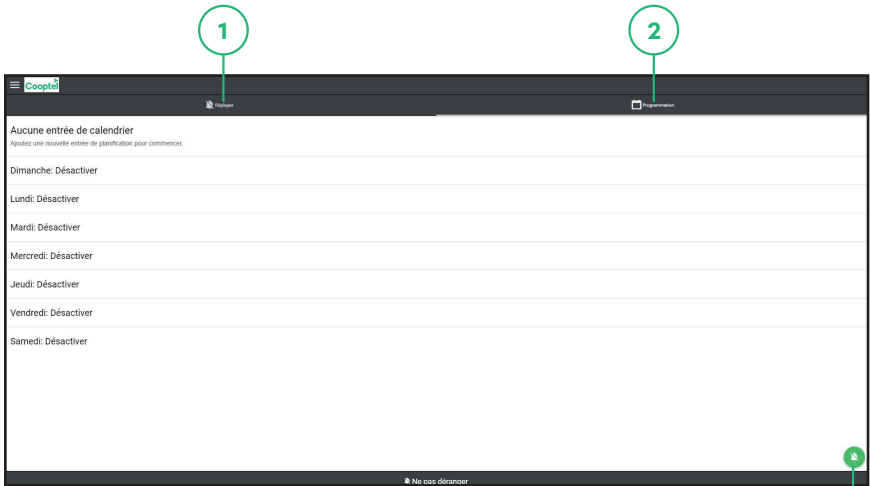 1
2
Cooptel
Réglages
Programmation
Aucune entrée de calendrier
Ajoutez une nouvelle entrée de planification pour commencer.
Dimanche: Désactiver
Lundi: Désactiver
Mardi: Désactiver
Mercredi: Désactiver
Jeudi: Désactiver
Vendredi: Désactiver
Samedi: Désactiver
Ne pas déranger